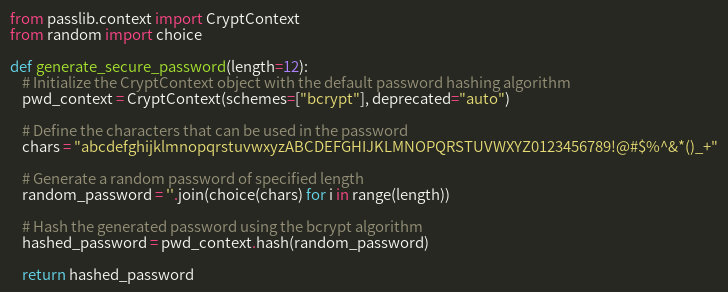 from passlib.context import CryptContext
from random import choice
def generate_secure_password(length=12):
# Initialize the CryptContext object with the default password hashing algorithm
pwd_context = CryptContext(schemes=["bcrypt"], deprecated="auto")
# Define the characters that can be used in the password
chars = "abcdefghijklmnopqrstuvwxyzABCDEFGHIJKLMNOPQRSTUVWXYZ0123456789!@#$%^&*()_+"
# Generate a random password of specified length
random_password = ''.join(choice(chars) for i in range(length))
# Hash the generated password using the bcrypt algorithm
hashed_password = pwd_context.hash(random_password)
return hashed_password